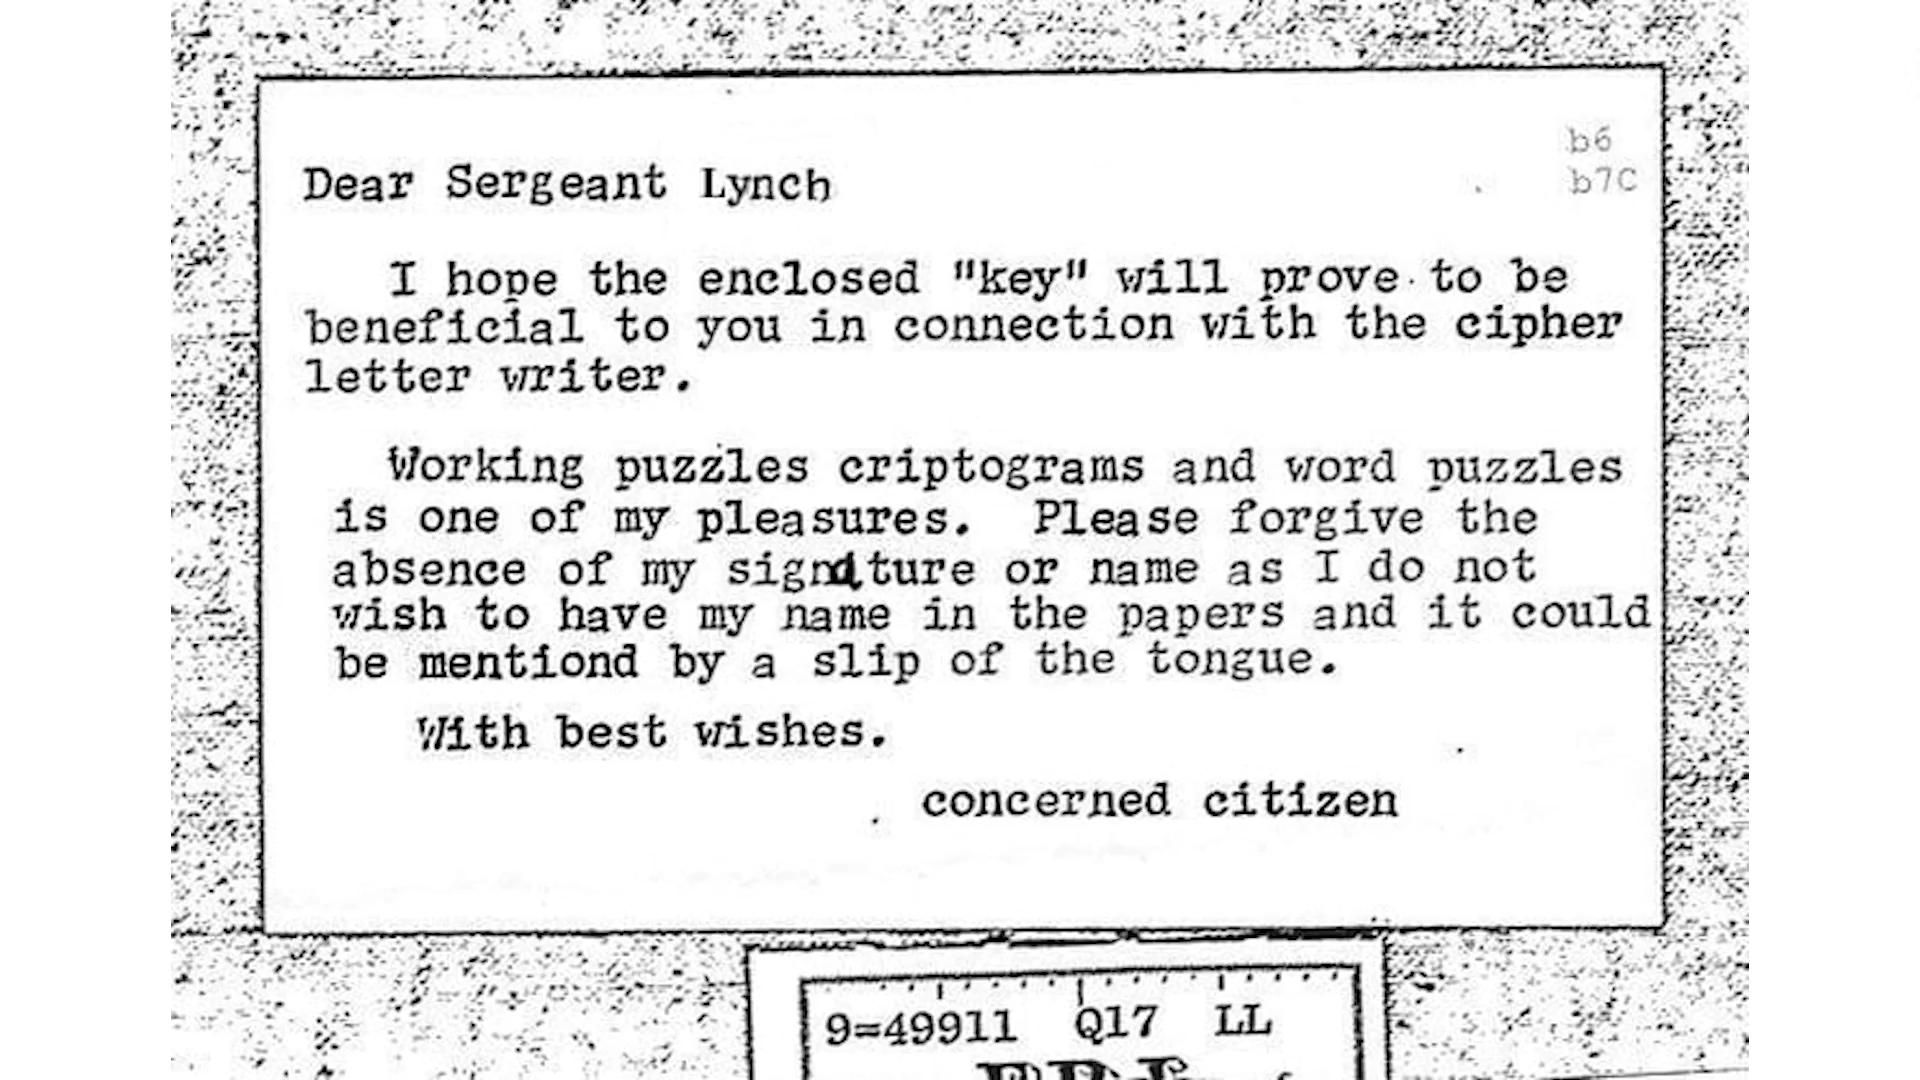 b6
b7C
Dear Sergeant Lynch
I hope the enclosed "key" will prove to be
beneficial to you in connection with the cipher
letter writer.
Working puzzles criptograms and word puzzles
is one of my pleasures. Please forgive the
absence of my signature or name as I do not
wish to have my name in the papers and it could
be mentiond by a slip of the tongue.
With best wishes.
concerned citizen
9=49911 Q17 LL
FBI